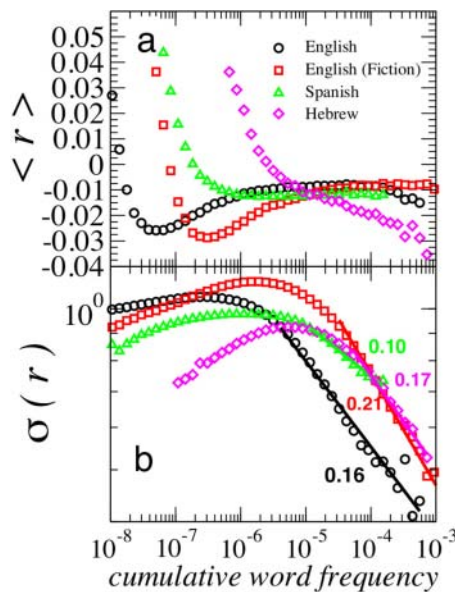 0.05
0.04
0.03
0.02
0.01
0
-0.01
-0.02
-0.03
-0.04
< r >
a
English
English (Fiction)
Spanish
Hebrew
10⁰
σ ( r )
b
0.10
0.17
0.21
0.16
10⁻⁸ 10⁻⁷ 10⁻⁶ 10⁻⁵ 10⁻⁴ 10⁻³
cumulative word frequency